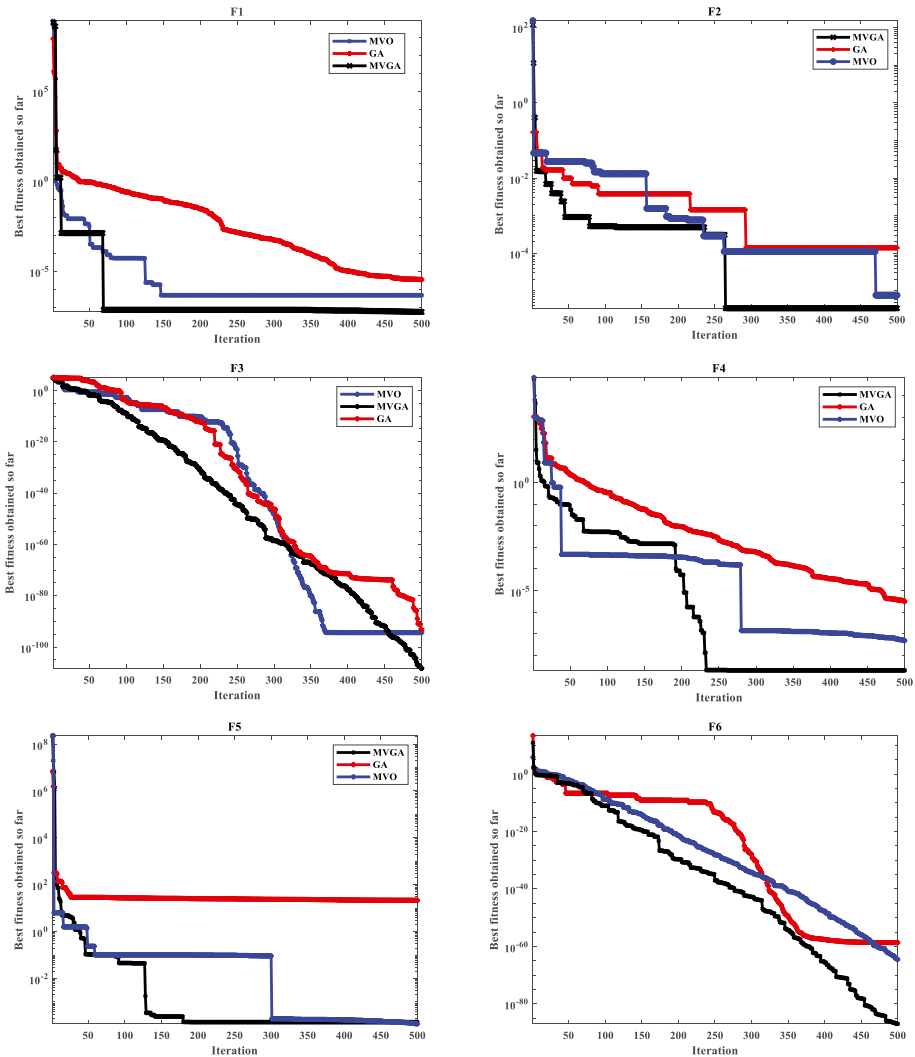 F1
Best fitness obtained so far
10^5
10^0
10^-5
MVO
GA
MVGA
50 100 150 200 250 300 350 400 450 500
Iteration
F2
Best fitness obtained so far
10^2
10^0
10^-2
10^-4
MVGA
GA
MVO
50 100 150 200 250 300 350 400 450 500
Iteration
F3
Best fitness obtained so far
10^0
10^-20
10^-40
10^-60
10^-80
10^-100
MVO
MVGA
GA
50 100 150 200 250 300 350 400 450 500
Iteration
F4
Best fitness obtained so far
10^0
10^-5
MVGA
GA
MVO
50 100 150 200 250 300 350 400 450 500
Iteration
F5
Best fitness obtained so far
10^8
10^6
10^4
10^2
10^0
10^-2
MVGA
GA
MVO
50 100 150 200 250 300 350 400 450 500
Iteration
F6
Best fitness obtained so far
10^0
10^-20
10^-40
10^-60
10^-80
MVGA
GA
MVO
50 100 150 200 250 300 350 400 450 500
Iteration